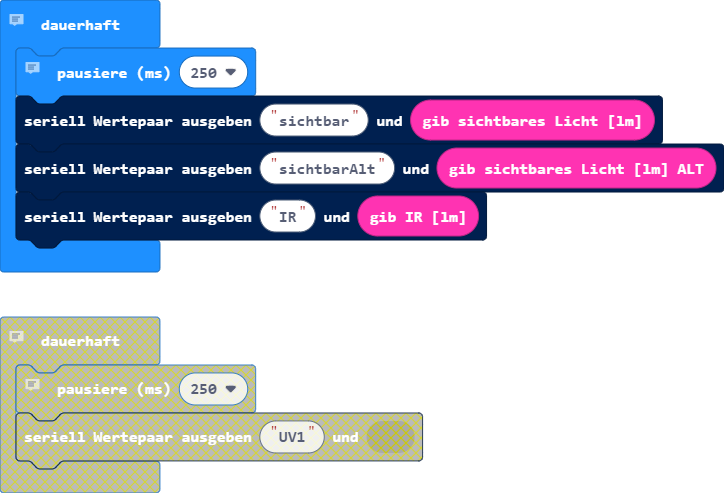 dauerhaft
pausiere (ms) 250
seriell Wertepaar ausgeben "sichtbar" und gib sichtbares Licht [lm]
seriell Wertepaar ausgeben "sichtbarAlt" und gib sichtbares Licht [lm] ALT
seriell Wertepaar ausgeben "IR" und gib IR [lm]
dauerhaft
pausiere (ms) 250
seriell Wertepaar ausgeben "UV1" und